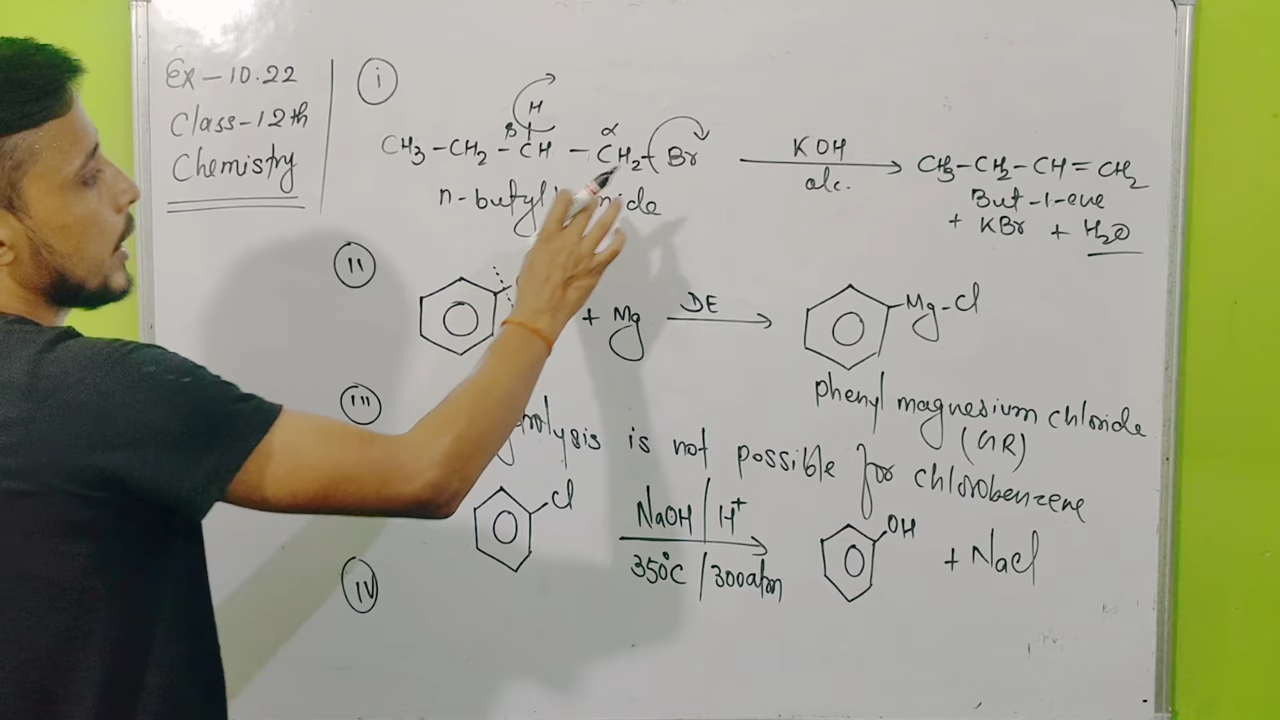 Ex-10.22
Class-12th
Chemistry
i
H
β α
CH3-CH2-CH-CH2-Br
KOH
alc.
CH3-CH2-CH=CH2
n-butyl
But-1-ene
+ KBr + H2O
ii
+ Mg
DE
Mg-Cl
phenyl magnesium chloride
(GR)
iii
is not possible for chlorobenzene
Cl
NaOH/H+
350°C/300atm
OH
+ NaCl
iv